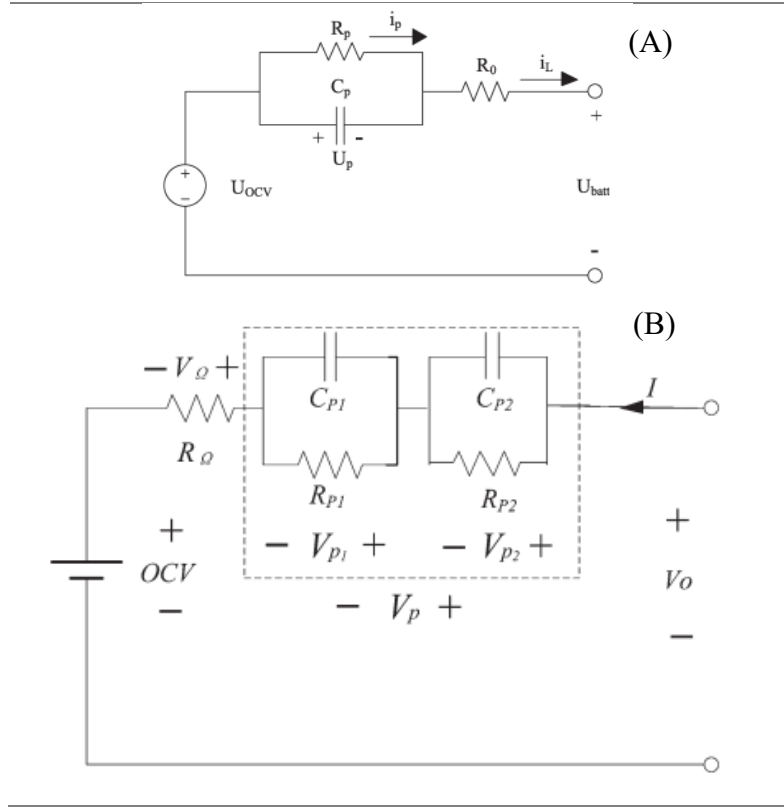 (A)
R_p i_p
C_p
R_0 i_L
+ -
U_p
+
−
U_OCV
+
U_batt
-
(B)
− V_Ω +
R_Ω
C_P1
R_P1
C_P2
R_P2
I
− V_p1 +
− V_p2 +
+
OCV
−
− V_p +
+
Vo
−